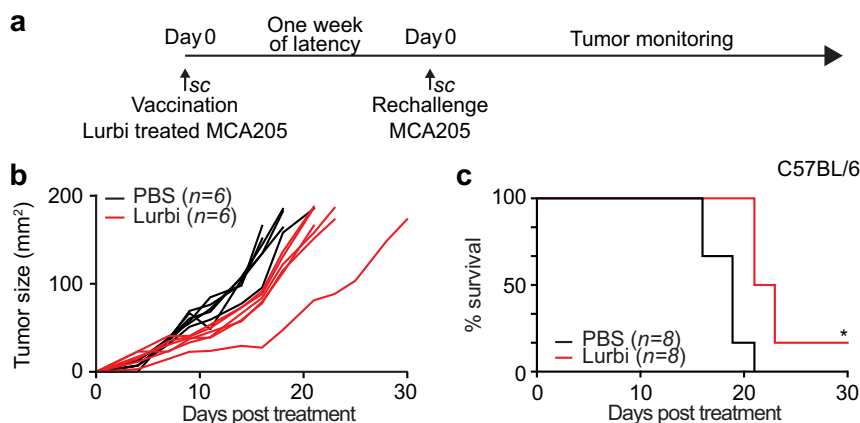 a
Day 0
One week
of latency
Day 0
Tumor monitoring
sc
sc
Vaccination
Lurbi treated MCA205
Rechallenge
MCA205
b
PBS (n=6)
Lurbi (n=6)
Tumor size (mm²)
200
100
0
0 10 20 30
Days post treatment
c
C57BL/6
% survival
100
50
0
PBS (n=8)
Lurbi (n=8)
*
0 10 20 30
Days post treatment